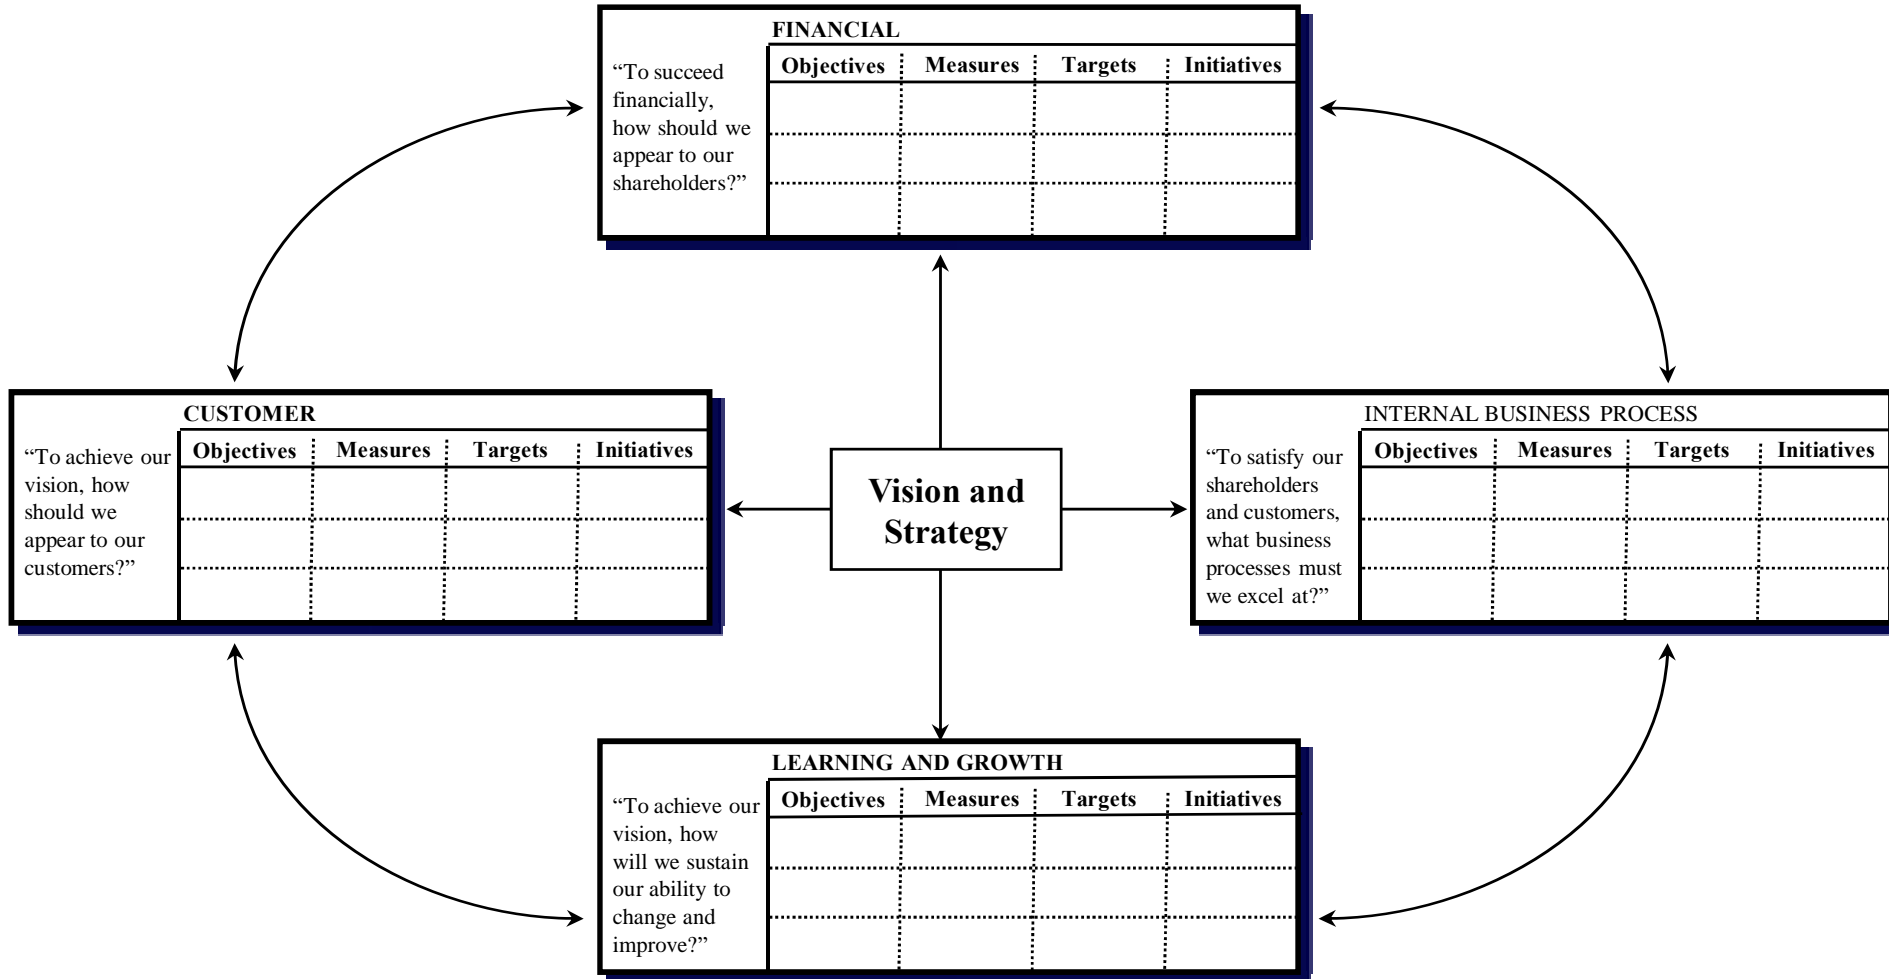 FINANCIAL
“To succeed
financially,
how should we
appear to our
shareholders?”
Objectives Measures Targets Initiatives
CUSTOMER
“To achieve our
vision, how
should we
appear to our
customers?”
Objectives Measures Targets Initiatives
Vision and
Strategy
INTERNAL BUSINESS PROCESS
“To satisfy our
shareholders
and customers,
what business
processes must
we excel at?”
Objectives Measures Targets Initiatives
LEARNING AND GROWTH
“To achieve our
vision, how
will we sustain
our ability to
change and
improve?”
Objectives Measures Targets Initiatives